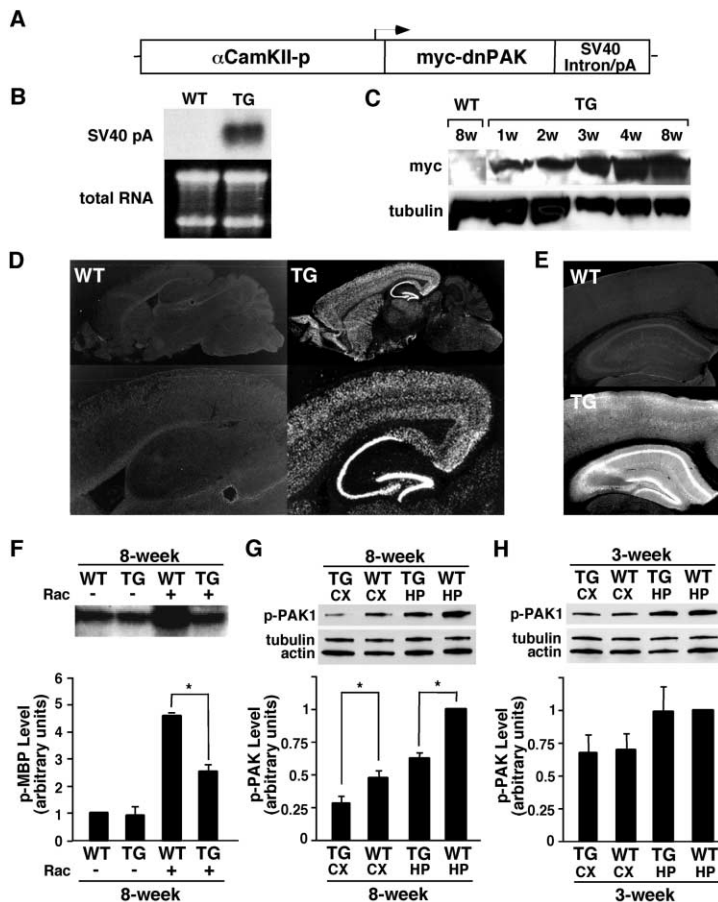 A
αCamKII-p
myc-dnPAK
SV40
Intron/pA
B
WT TG
SV40 pA
total RNA
C
WT TG
8w 1w 2w 3w 4w 8w
myc
tubulin
D
WT
TG
E
WT
TG
F
8-week
WT TG WT TG
Rac - - + +
p-MBP Level
(arbitrary units)
6
5
4
3
2
1
0
*
WT TG WT TG
Rac - - + +
8-week
G
8-week
TG WT TG WT
CX CX HP HP
p-PAK1
tubulin
actin
p-PAK Level
(arbitrary units)
1
0.75
0.5
0.25
* *
TG WT TG WT
CX CX HP HP
8-week
H
3-week
TG WT TG WT
CX CX HP HP
p-PAK1
tubulin
actin
p-PAK Level
(arbitrary units)
1
0.75
0.5
0.25
TG WT TG WT
CX CX HP HP
3-week